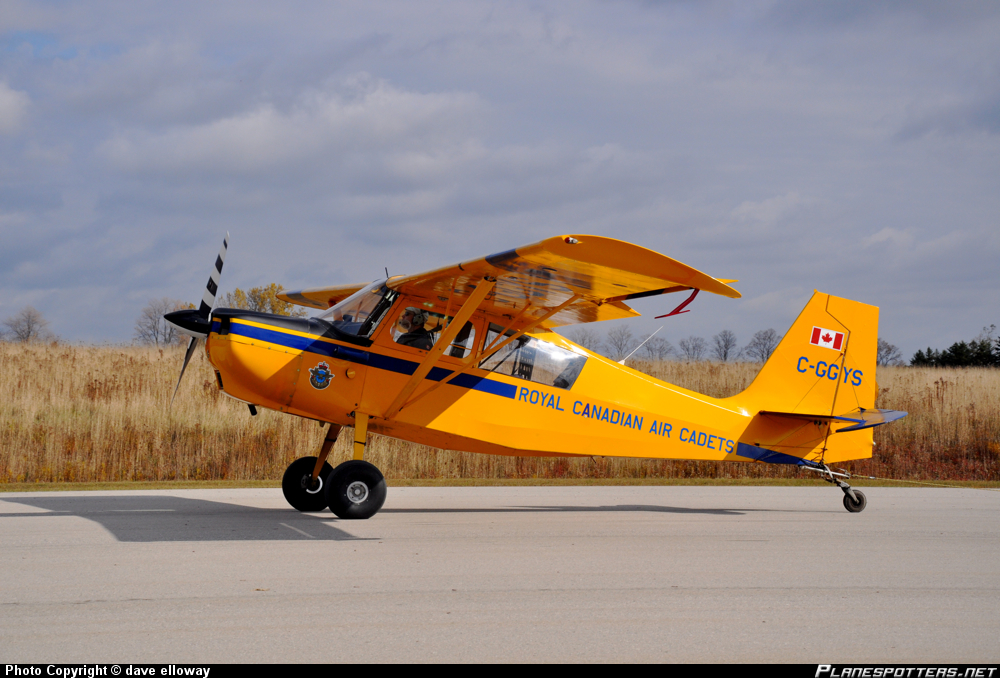 C-GGYS
ROYAL CANADIAN AIR CADETS
Photo Copyright © dave elloway
PLANESPOTTERS.NET